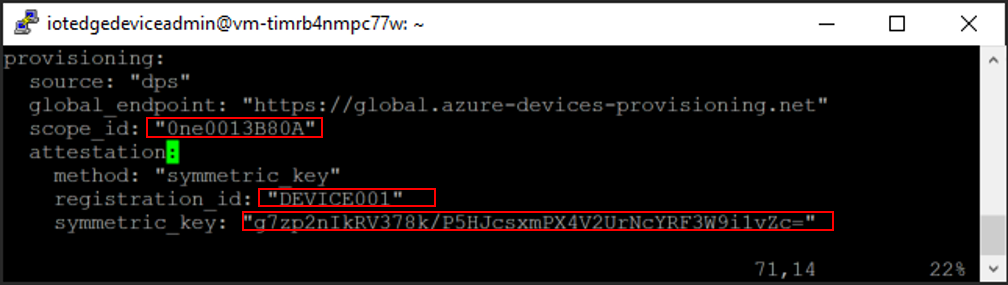 iotedgedeviceadmin@vm-timrb4nmpc77w: ~
provisioning:
source: "dps"
global_endpoint: "https://global.azure-devices-provisioning.net"
scope_id: "0ne0013B80A"
attestation:
method: "symmetric_key"
registration_id: "DEVICE001"
symmetric_key: "g7zp2nIkRV378k/P5HJcsxmPX4V2UrNcYRF3W9i1vZc="
71,14 22%